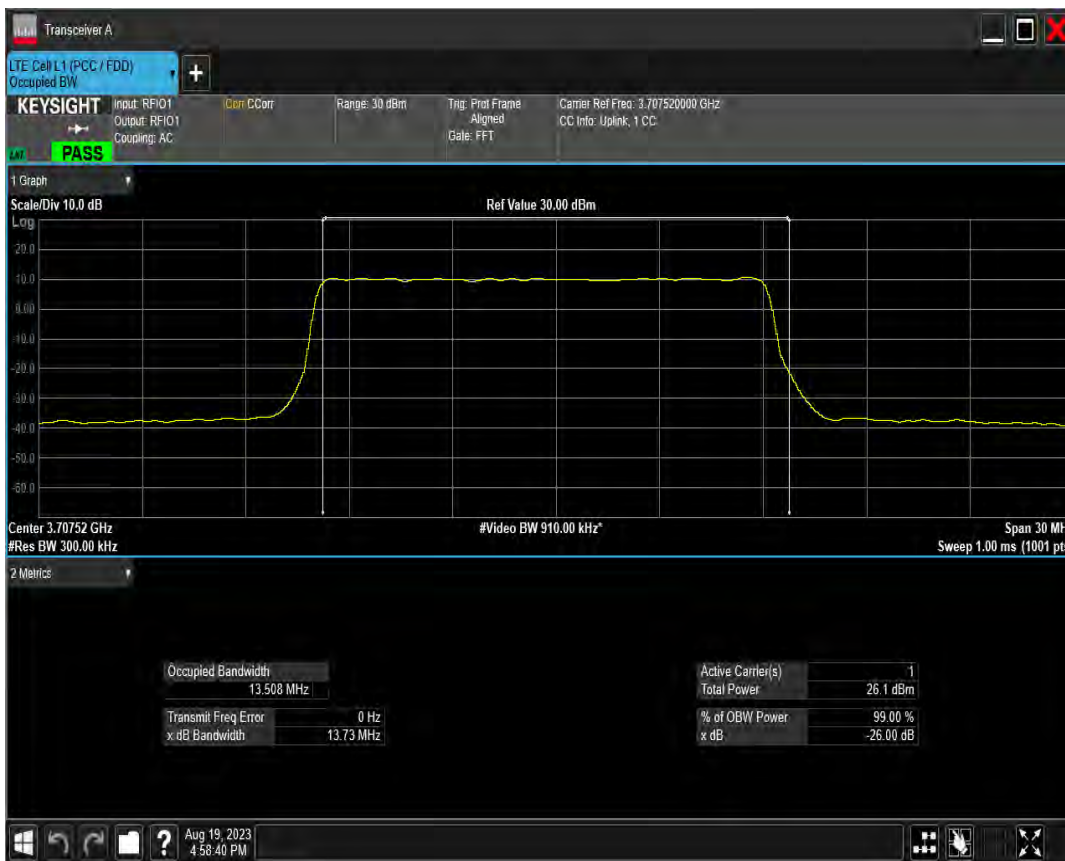 Transceiver A
LTE Cell L1 (PCC / FDD)
Occupied BW
KEYSIGHT
PASS
Input: RFIO1
Output: RFIO1
Coupling: AC
Corr CCorr
Range: 30 dBm
Trig: Prot Frame
Aligned
Gate: FFT
Carrier Ref Freq: 3.707520000 GHz
CC Info: Uplink, 1 CC
1 Graph
Scale/Div 10.0 dB
Ref Value 30.00 dBm
Log
20.0
10.0
0.00
-10.0
-20.0
-30.0
-40.0
-50.0
-60.0
Center 3.70752 GHz
#Video BW 910.00 kHz*
Span 30 MH
#Res BW 300.00 kHz
Sweep 1.00 ms (1001 pts
2 Metrics
Occupied Bandwidth
13.508 MHz
Transmit Freq Error 0 Hz
x dB Bandwidth 13.73 MHz
Active Carrier(s) 1
Total Power 26.1 dBm
% of OBW Power 99.00 %
x dB -26.00 dB
?
Aug 19, 2023
4:58:40 PM